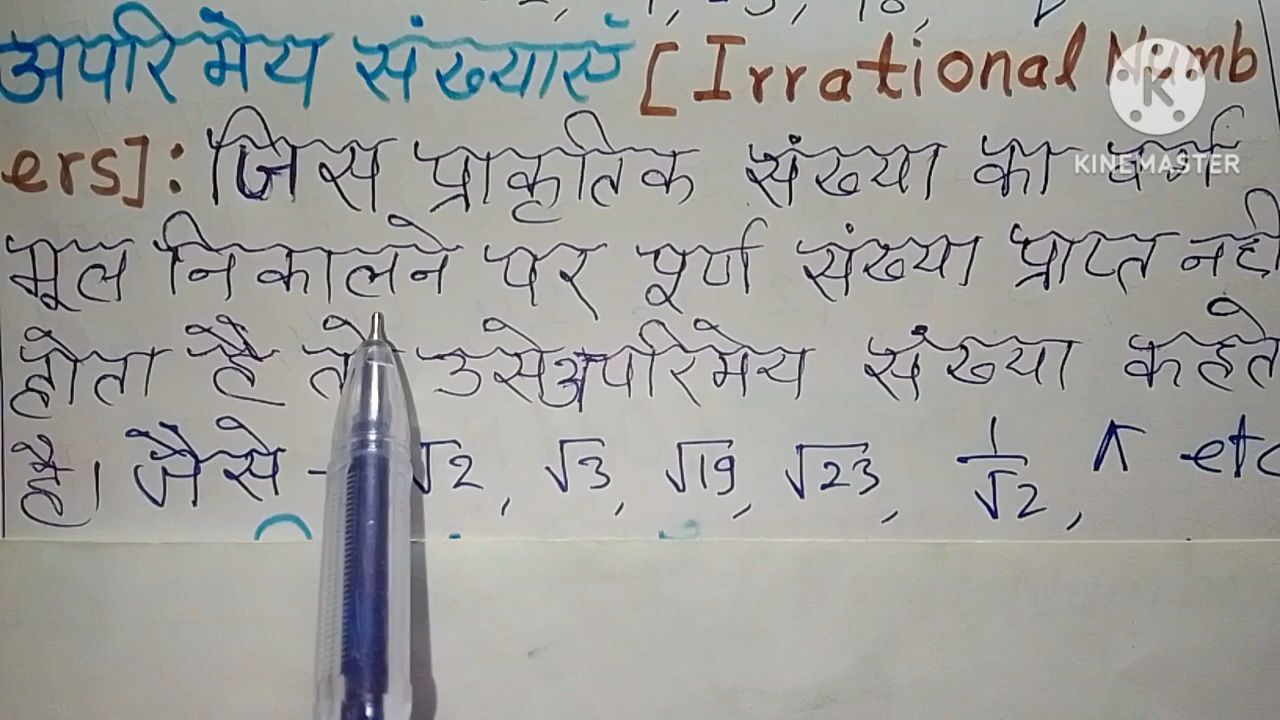 अपरिमेय संख्याएँ [Irrational Numb
ers]: जिस प्राकृतिक संख्या का वर्ग
मूल निकालने पर पूर्ण संख्या प्राप्त नही
होता है तो उसे अपरिमेय संख्या कहते
है। जैसे - √2, √3, √19, √23, 1/√2, π etc
KINEMASTER